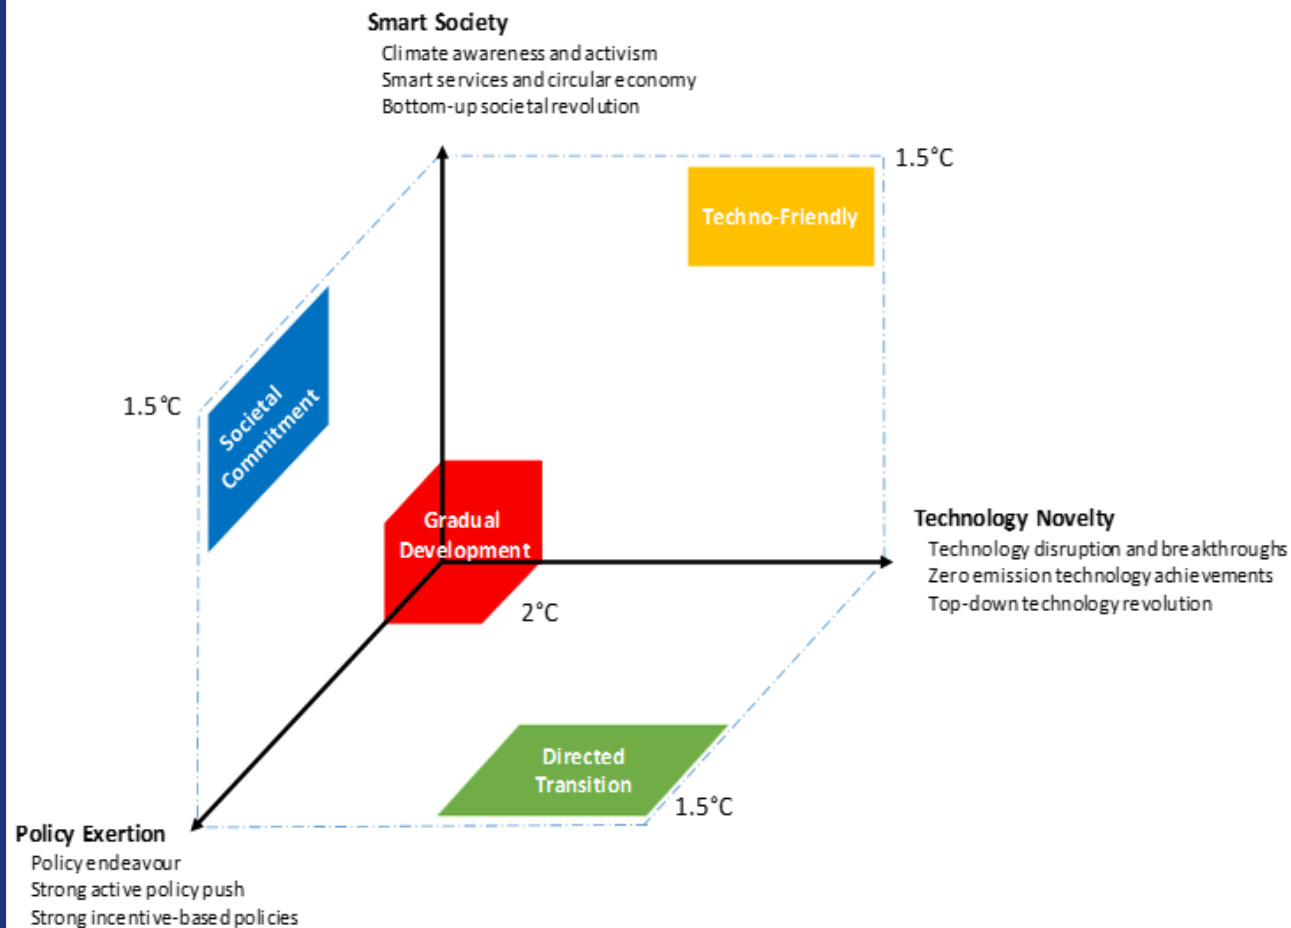 Smart Society
Climate awareness and activism
Smart services and circular economy
Bottom-up societal revolution
1.5°C
Techno-Friendly
1.5°C
Societal
Commitment
Gradual
Development
Technology Novelty
Technology disruption and breakthroughs
Zero emission technology achievements
Top-down technology revolution
2°C
Directed
Transition
1.5°C
Policy Exertion
Policy endeavour
Strong active policy push
Strong incentive-based policies